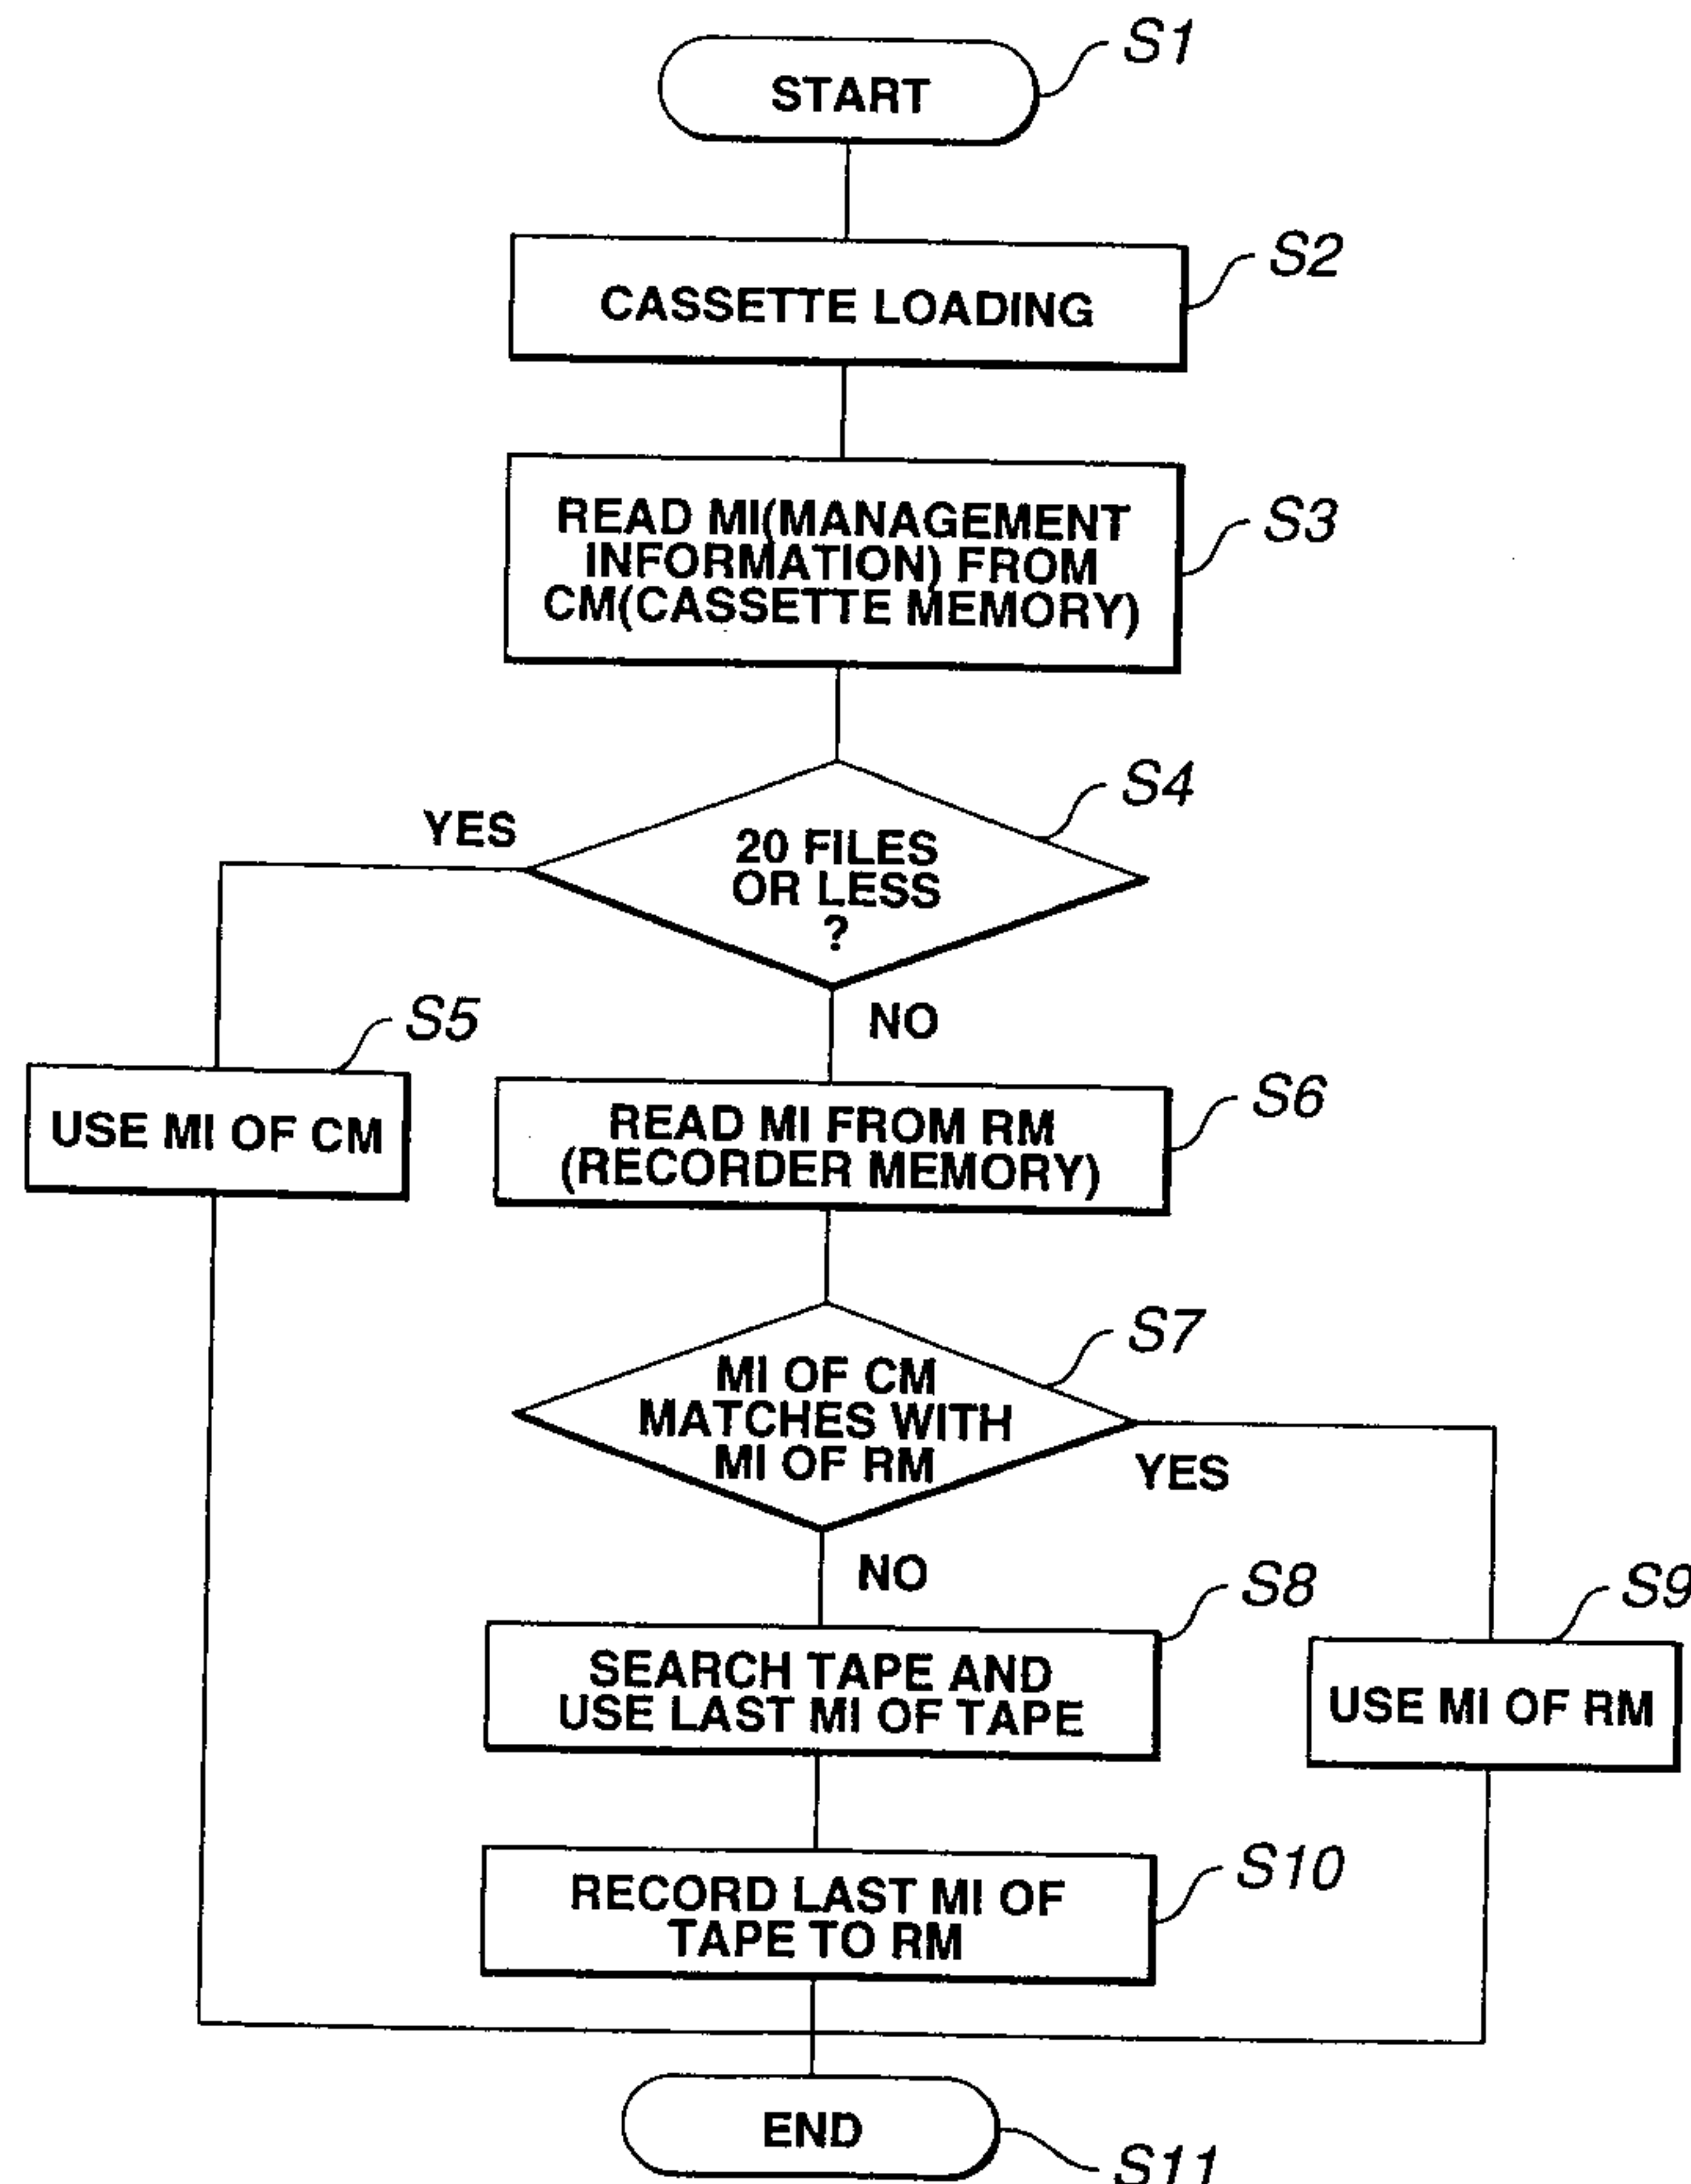 S1
START
S2
CASSETTE LOADING
S3
READ MI(MANAGEMENT
INFORMATION) FROM
CM(CASSETTE MEMORY)
S4
YES
20 FILES
OR LESS
?
NO
S5
USE MI OF CM
S6
READ MI FROM RM
(RECORDER MEMORY)
S7
MI OF CM
MATCHES WITH
MI OF RM
YES
NO
S8
SEARCH TAPE AND
USE LAST MI OF TAPE
S9
USE MI OF RM
S10
RECORD LAST MI OF
TAPE TO RM
END
S11